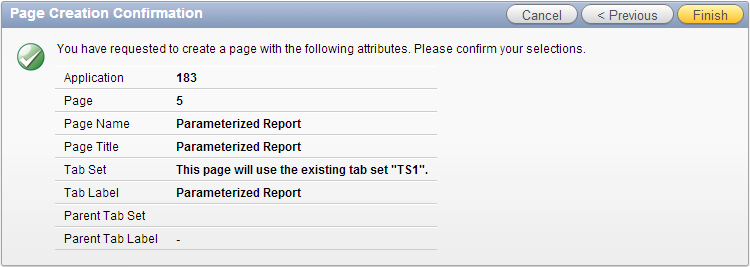 Page Creation Confirmation
Cancel
< Previous
Finish
You have requested to create a page with the following attributes. Please confirm your selections.
Application 183
Page 5
Page Name Parameterized Report
Page Title Parameterized Report
Tab Set This page will use the existing tab set "TS1".
Tab Label Parameterized Report
Parent Tab Set
Parent Tab Label -